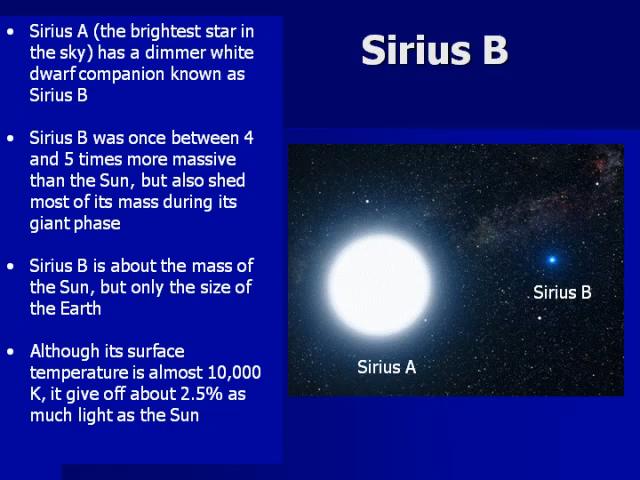 Sirius B
• Sirius A (the brightest star in
the sky) has a dimmer white
dwarf companion known as
Sirius B
• Sirius B was once between 4
and 5 times more massive
than the Sun, but also shed
most of its mass during its
giant phase
• Sirius B is about the mass of
the Sun, but only the size of
the Earth
• Although its surface
temperature is almost 10,000
K, it give off about 2.5% as
much light as the Sun
Sirius B
Sirius A